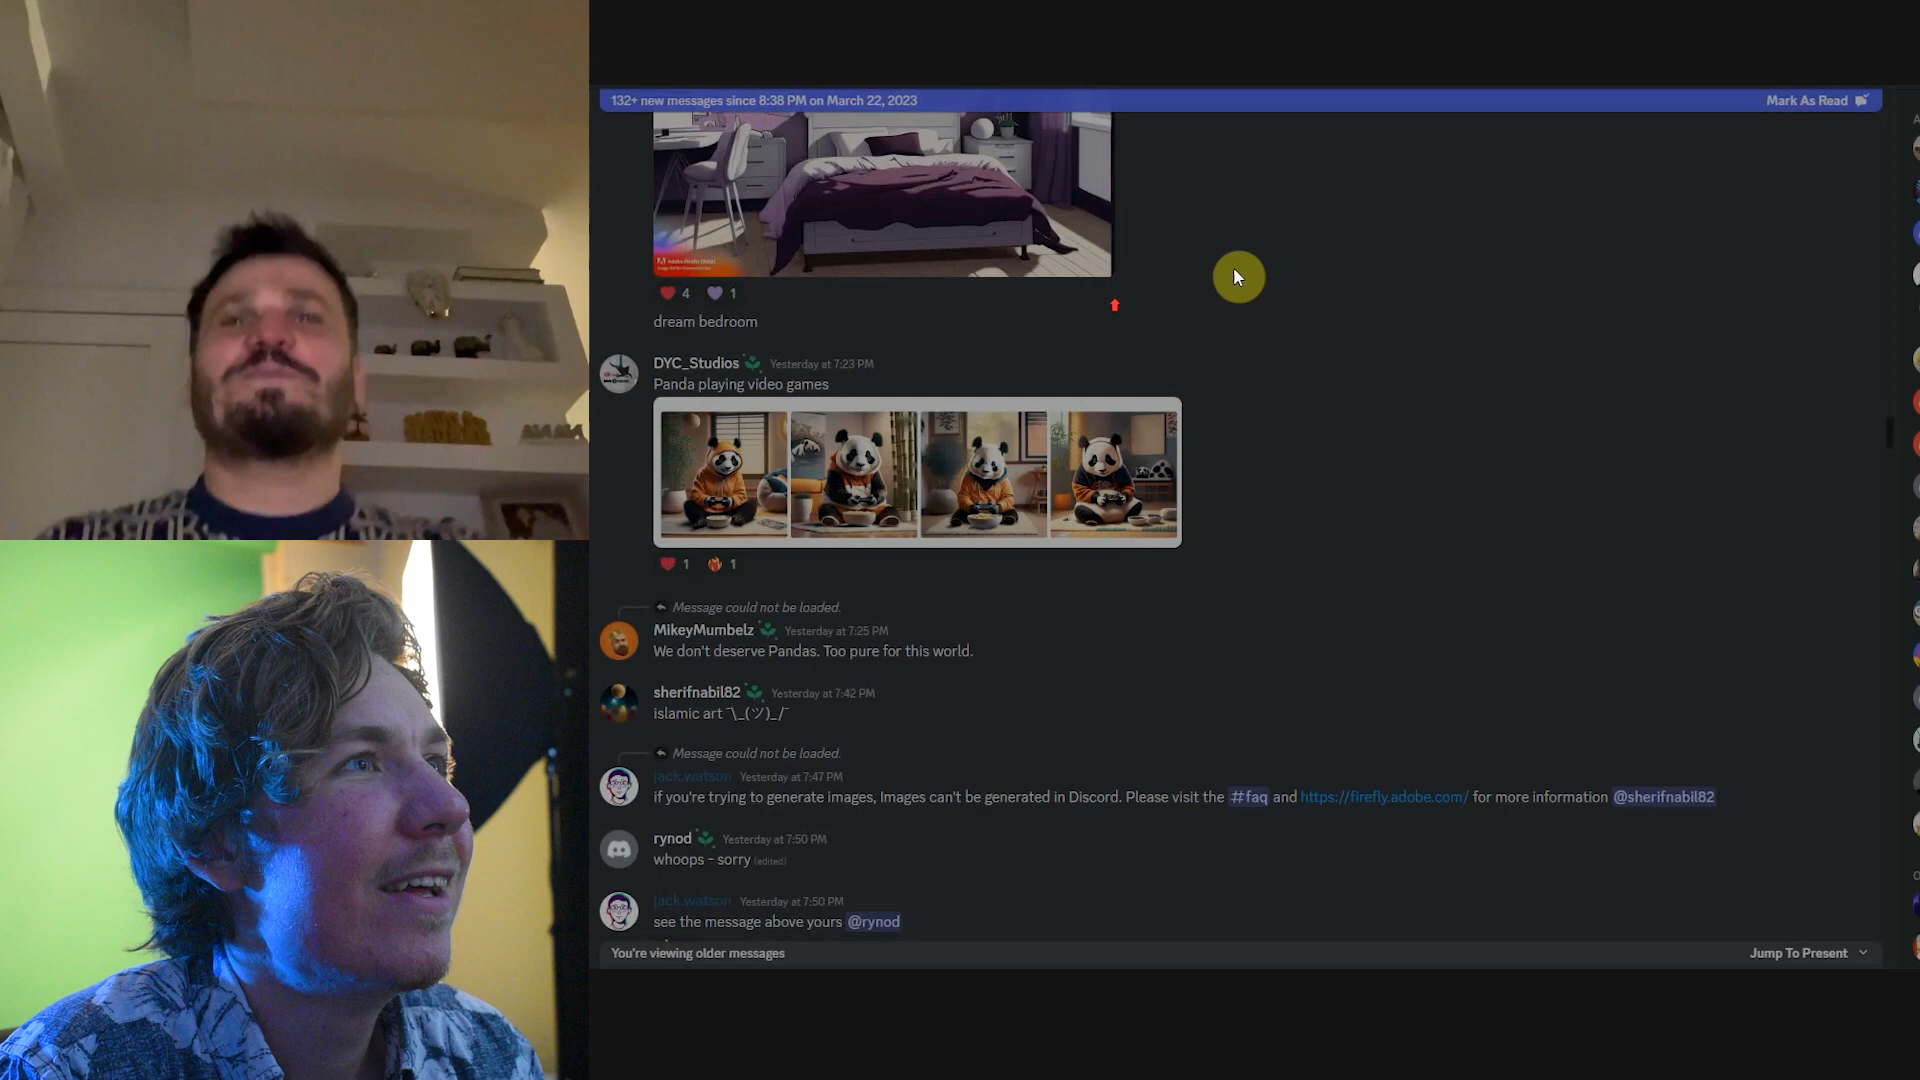 132+ new messages since 8:38 PM on March 22, 2023
Mark As Read
Adobe Firefly (Beta)
4 1
dream bedroom
DYC_Studios Yesterday at 7:23 PM
Panda playing video games
1 1
Message could not be loaded.
MikeyMumbelz Yesterday at 7:25 PM
We don't deserve Pandas. Too pure for this world.
sherifnabil82 Yesterday at 7:42 PM
islamic art ¯\_(ツ)_/¯
Message could not be loaded.
jack.watson Yesterday at 7:47 PM
if you're trying to generate images, Images can't be generated in Discord. Please visit the #faq and https://firefly.adobe.com/ for more information @sherifnabil82
rynod Yesterday at 7:50 PM
whoops - sorry (edited)
jack.watson Yesterday at 7:50 PM
see the message above yours @rynod
You're viewing older messages
Jump To Present